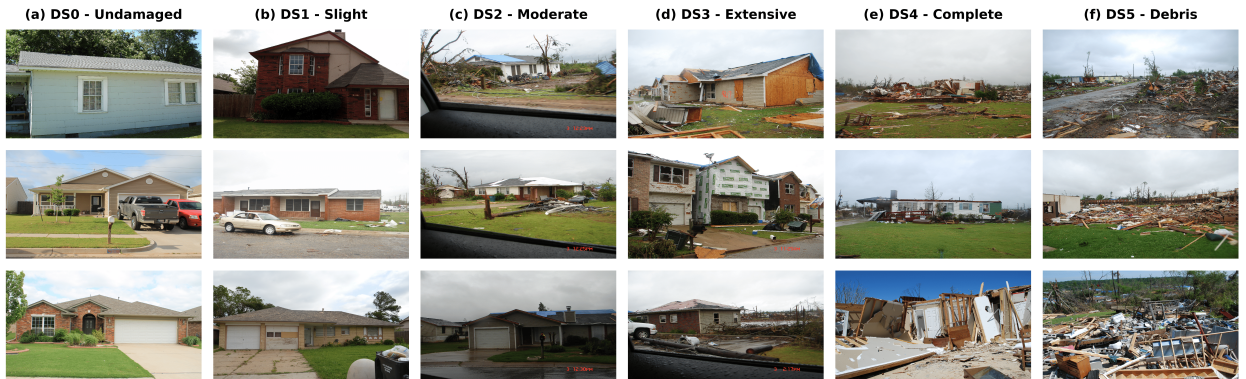 (a) DS0 - Undamaged
(b) DS1 - Slight
(c) DS2 - Moderate
(d) DS3 - Extensive
(e) DS4 - Complete
(f) DS5 - Debris